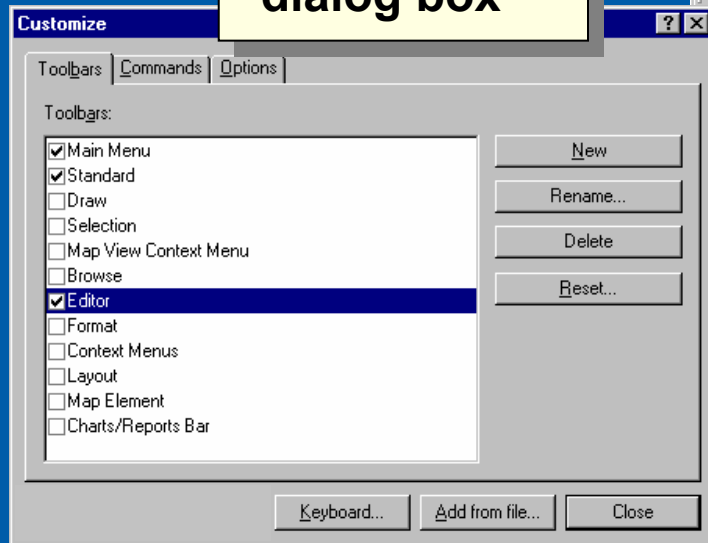 dialog box
Customize
Toolbars Commands Options
Toolbars:
Main Menu
Standard
Draw
Selection
Map View Context Menu
Browse
Editor
Format
Context Menus
Layout
Map Element
Charts/Reports Bar
New
Rename...
Delete
Reset...
Keyboard... Add from file... Close